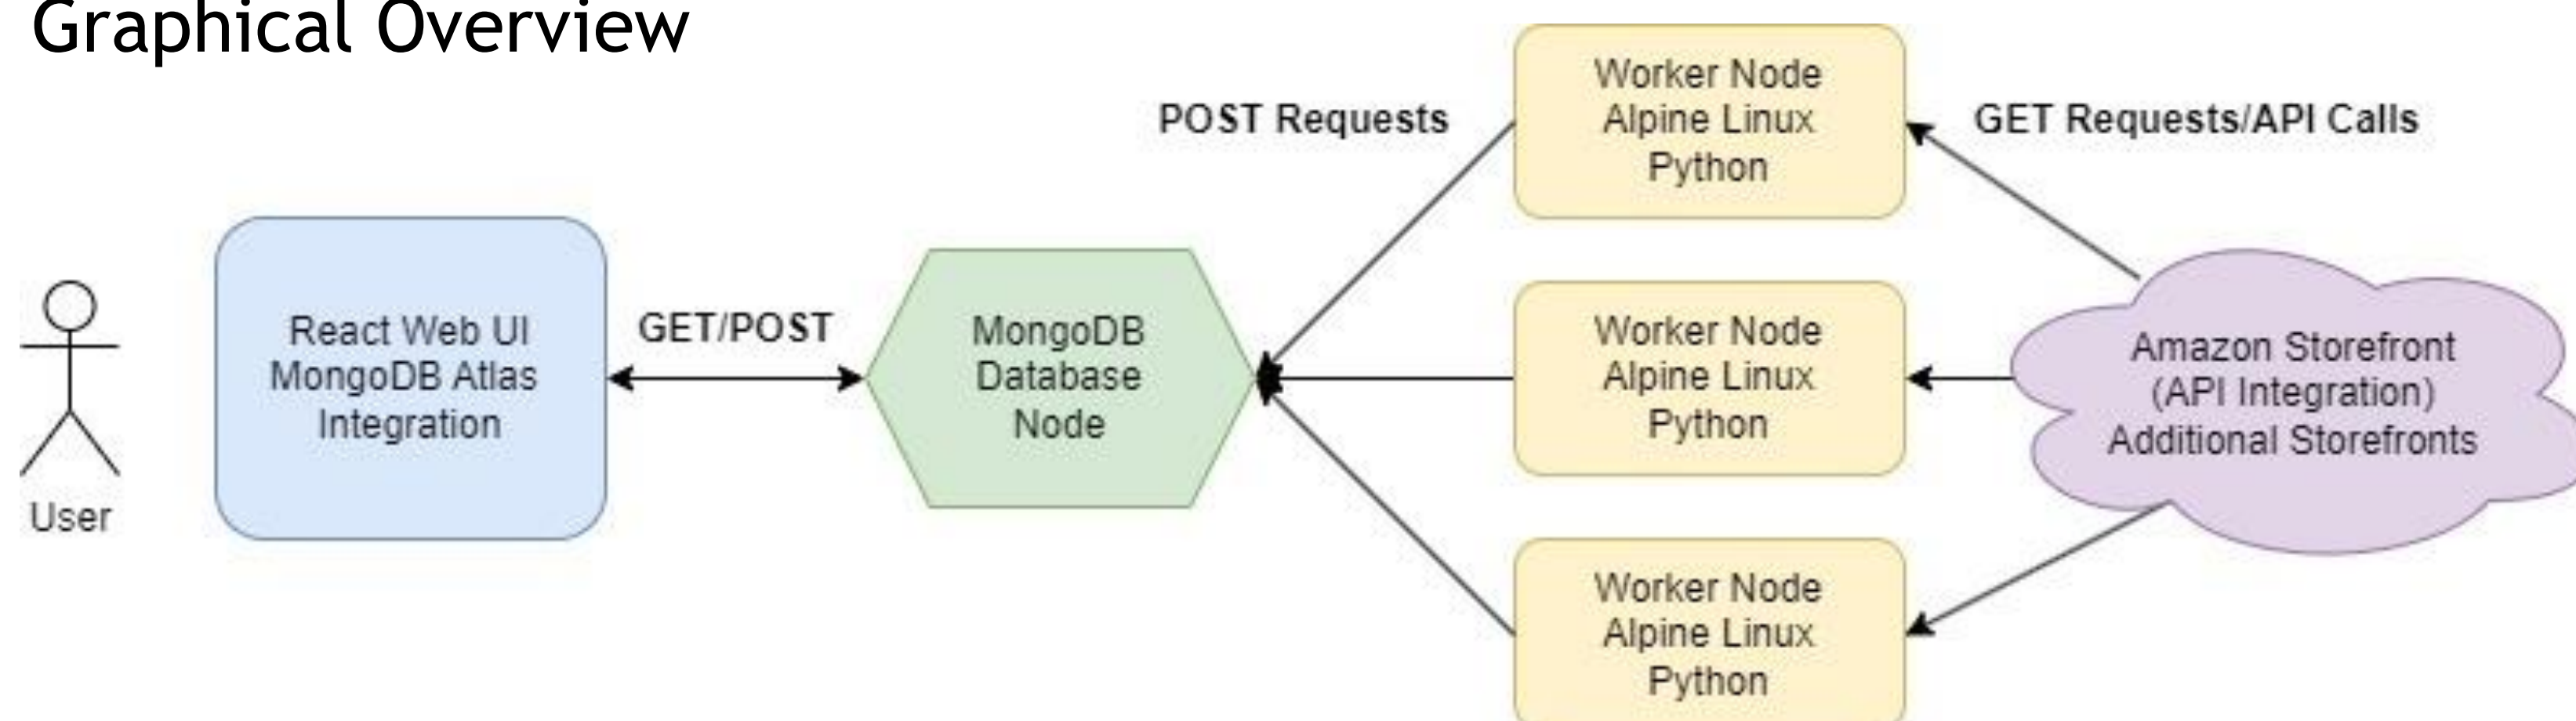 Graphical Overview
User
React Web UI
MongoDB Atlas
Integration
GET/POST
MongoDB
Database
Node
POST Requests
Worker Node
Alpine Linux
Python
Worker Node
Alpine Linux
Python
Worker Node
Alpine Linux
Python
GET Requests/API Calls
Amazon Storefront
(API Integration)
Additional Storefronts